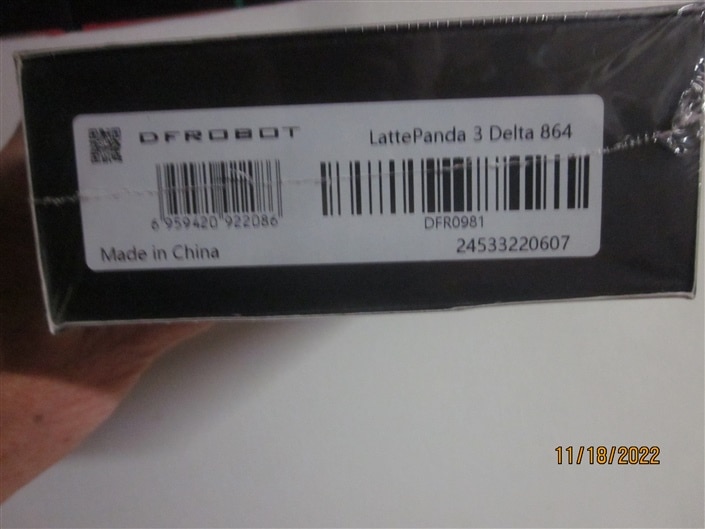 DFROBOT
LattePanda 3 Delta 864
6 959420 922086
DFR0981
Made in China
24533220607
11/18/2022